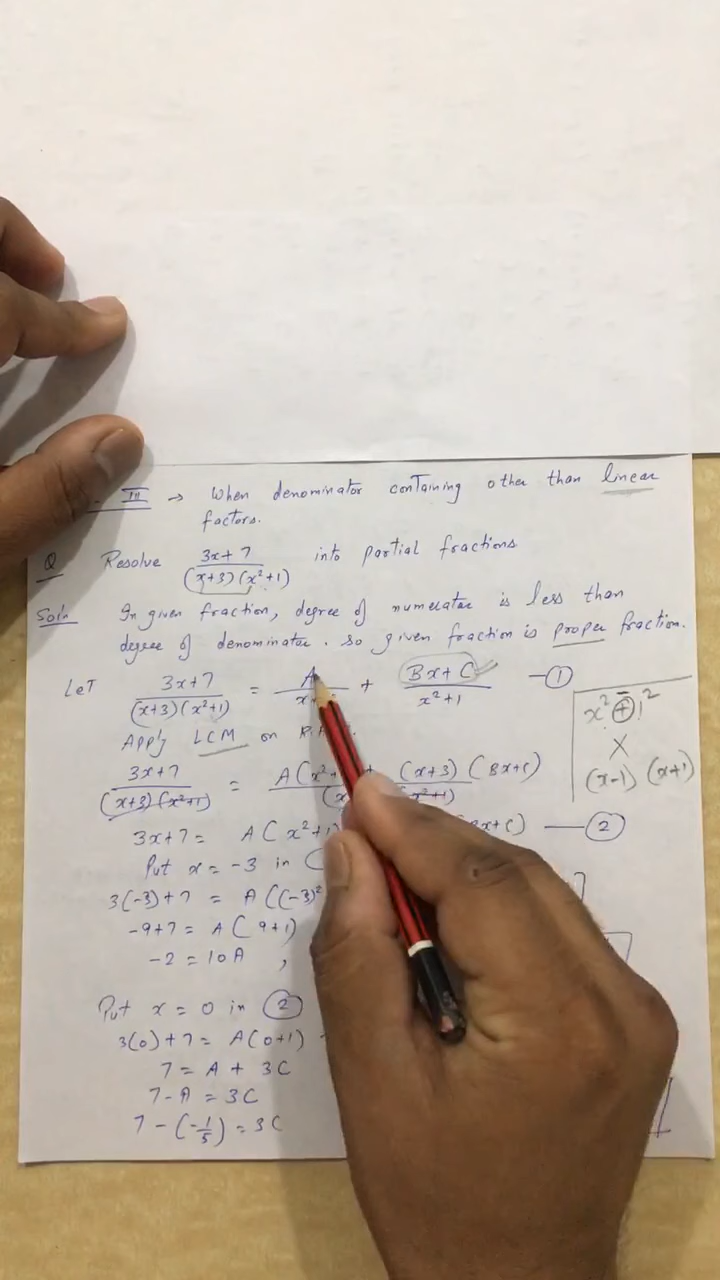 III → When denominator containing other than linear
factors.
Q Resolve (3x+7)/((x+3)(x²+1)) into partial fractions
Soln In given fraction, degree of numerator is less than
degree of denominator. So given fraction is proper fraction.
Let (3x+7)/((x+3)(x²+1)) = A/ + (Bx+C)/(x²+1) —①
Apply LCM on
(3x+7)/((x+3)(x²+1)) = A(x² (x+3)(Bx+C)/(x²+1)
3x+7 = A(x²+1) Bx+C) —②
Put x = -3 in
3(-3)+7 = A((-3)²
-9+7 = A(9+1)
-2 = 10A ,
Put x = 0 in ②
3(0)+7 = A(0+1)
7 = A + 3C
7-A = 3C
7-(-1/5) = 3C
x² + 1²
X
(x-1) (x+1)